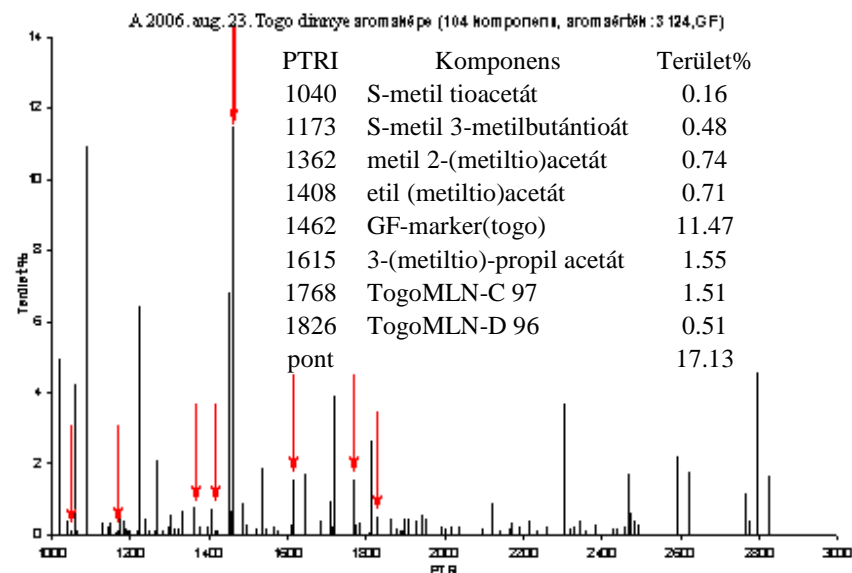 A 2006. aug. 23. Togo dinnye aromaképe (104 komponens, aromaérték :3 124,GF)
PTRI Komponens Terület%
1040 S-metil tioacetát 0.16
1173 S-metil 3-metilbutántioát 0.48
1362 metil 2-(metiltio)acetát 0.74
1408 etil (metiltio)acetát 0.71
1462 GF-marker(togo) 11.47
1615 3-(metiltio)-propil acetát 1.55
1768 TogoMLN-C 97 1.51
1826 TogoMLN-D 96 0.51
pont 17.13
14
12
10
8
6
4
2
0
Terület%
1000 1200 1400 1600 1800 2000 2200 2400 2600 2800 3000
PTRI